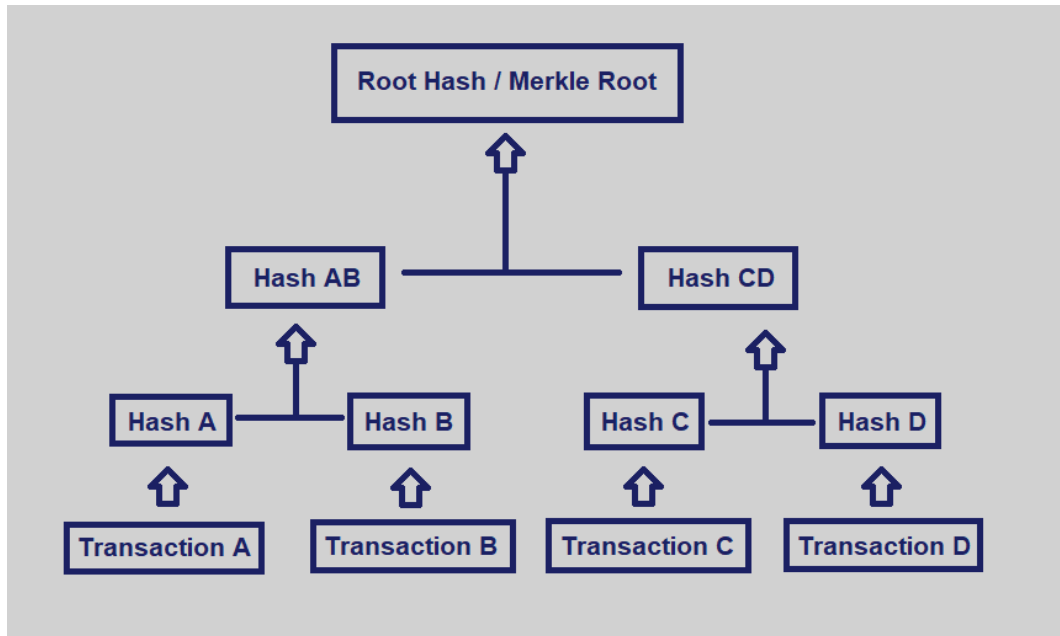 Root Hash / Merkle Root
Hash AB
Hash CD
Hash A
Hash B
Hash C
Hash D
Transaction A
Transaction B
Transaction C
Transaction D